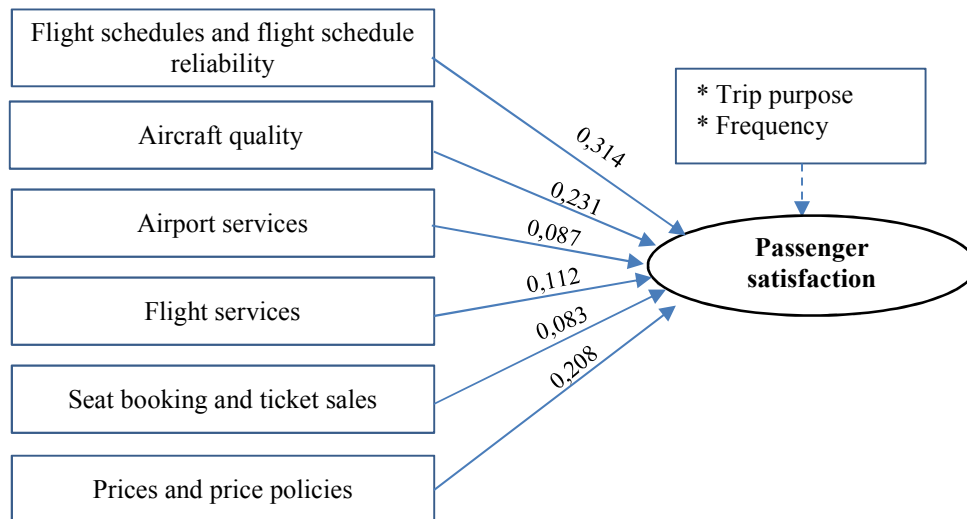 Flight schedules and flight schedule
reliability
Aircraft quality
Airport services
Flight services
Seat booking and ticket sales
Prices and price policies
0,314
0,231
0,087
0,112
0,083
0,208
* Trip purpose
* Frequency
Passenger
satisfaction